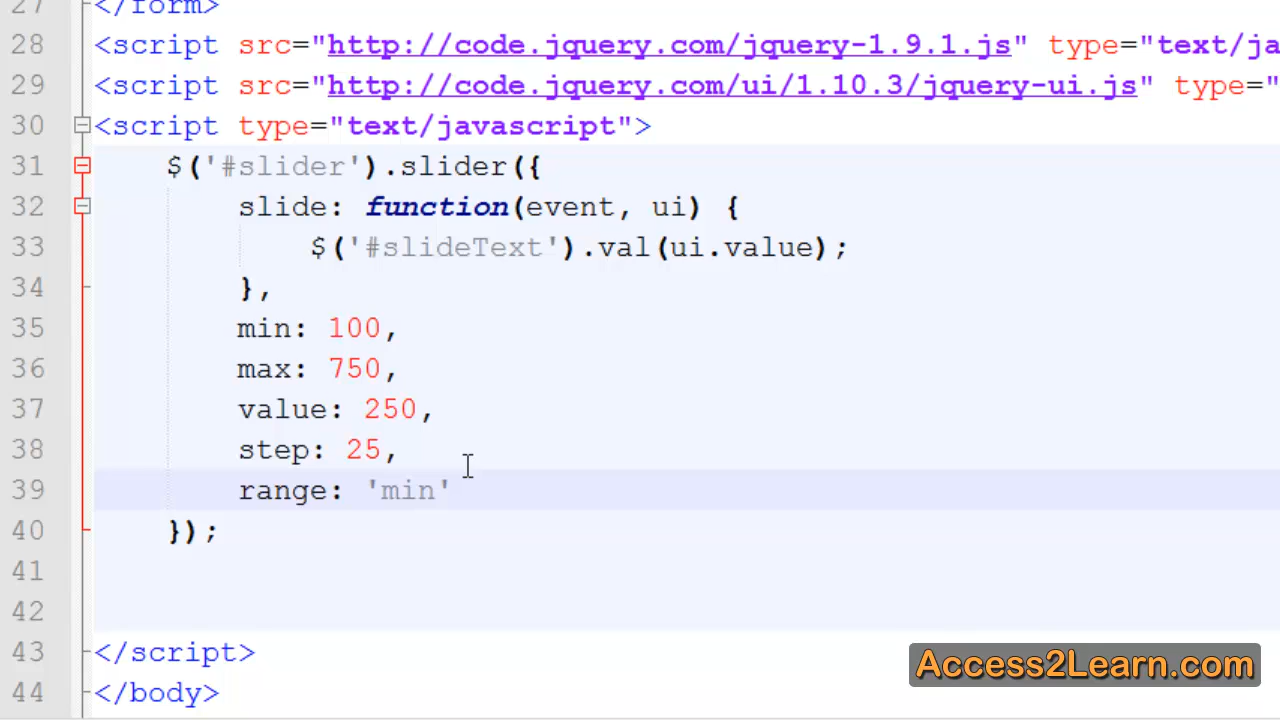 27 </form>
28 <script src="http://code.jquery.com/jquery-1.9.1.js" type="text/ja
29 <script src="http://code.jquery.com/ui/1.10.3/jquery-ui.js" type="
30 <script type="text/javascript">
31 $('#slider').slider({
32 slide: function(event, ui) {
33 $('#slideText').val(ui.value);
34 },
35 min: 100,
36 max: 750,
37 value: 250,
38 step: 25,
39 range: 'min'
40 });
41
42
43 </script>
44 </body>
Access2Learn.com